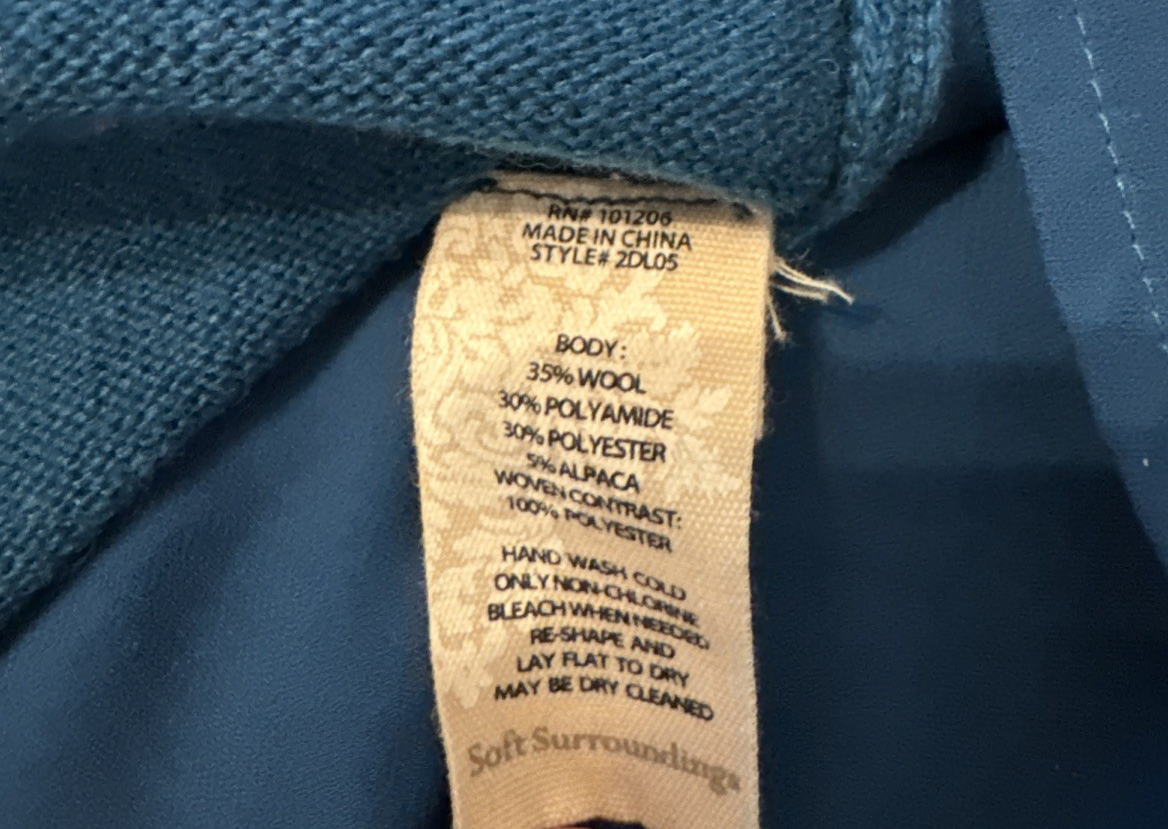 RN# 101206
MADE IN CHINA
STYLE# 2DL05
BODY:
35% WOOL
30% POLYAMIDE
30% POLYESTER
5% ALPACA
WOVEN CONTRAST:
100% POLYESTER
HAND WASH COLD
ONLY NON-CHLORINE
BLEACH WHEN NEEDED
RE-SHAPE AND
LAY FLAT TO DRY
MAY BE DRY CLEANED
Soft Surroundings